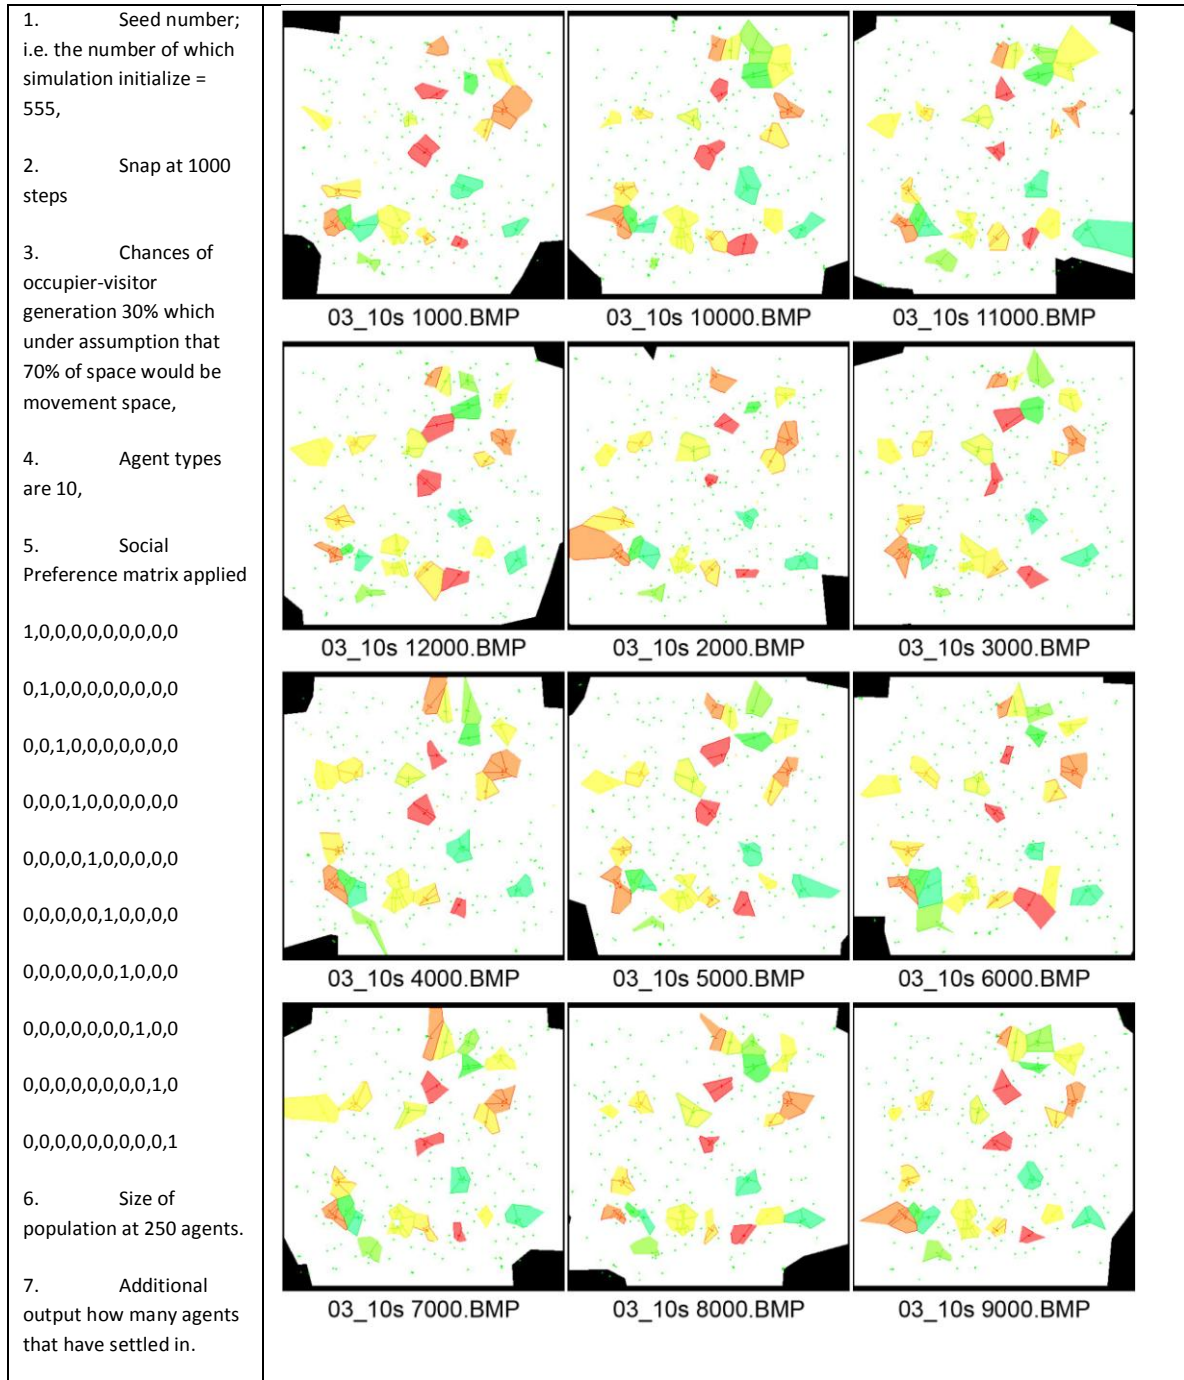 1. Seed number;
i.e. the number of which
simulation initialize =
555,
2. Snap at 1000
steps
3. Chances of
occupier-visitor
generation 30% which
under assumption that
70% of space would be
movement space,
4. Agent types
are 10,
5. Social
Preference matrix applied
1,0,0,0,0,0,0,0,0,0
0,1,0,0,0,0,0,0,0,0
0,0,1,0,0,0,0,0,0,0
0,0,0,1,0,0,0,0,0,0
0,0,0,0,1,0,0,0,0,0
0,0,0,0,0,1,0,0,0,0
0,0,0,0,0,0,1,0,0,0
0,0,0,0,0,0,0,1,0,0
0,0,0,0,0,0,0,0,1,0
0,0,0,0,0,0,0,0,0,1
6. Size of
population at 250 agents.
7. Additional
output how many agents
that have settled in.
03_10s 1000.BMP
03_10s 10000.BMP
03_10s 11000.BMP
03_10s 12000.BMP
03_10s 2000.BMP
03_10s 3000.BMP
03_10s 4000.BMP
03_10s 5000.BMP
03_10s 6000.BMP
03_10s 7000.BMP
03_10s 8000.BMP
03_10s 9000.BMP